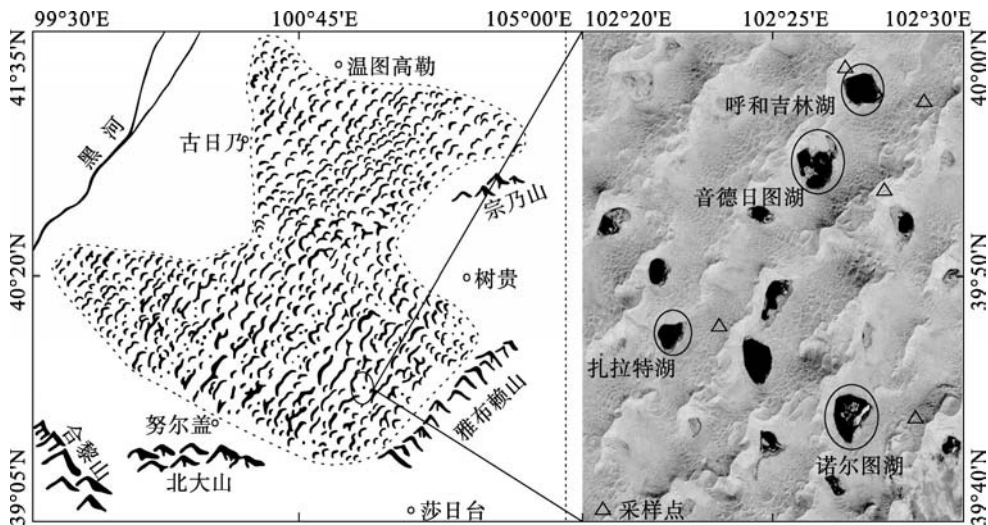 99°30′E
100°45′E
105°00′E
102°20′E
102°25′E
102°30′E
41°35′N
40°20′N
39°05′N
温图高勒
黑河
古日乃
宗乃山
树贵
雅布赖山
努尔盖
合黎山
北大山
莎日台
呼和吉林湖
音德日图湖
扎拉特湖
诺尔图湖
采样点
40°00′N
39°50′N
39°40′N